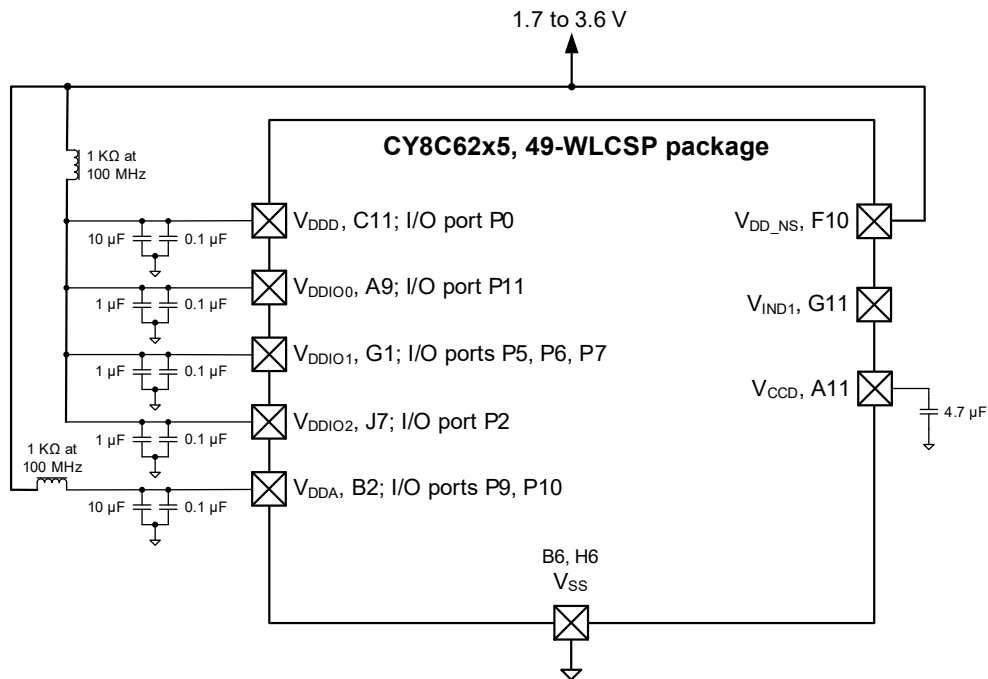 1.7 to 3.6 V
CY8C62x5, 49-WLCSP package
1 KΩ at
100 MHz
VDDD, C11; I/O port P0
10 µF
0.1 µF
VDD_NS, F10
VDDIO0, A9; I/O port P11
1 µF
0.1 µF
VIND1, G11
VDDIO1, G1; I/O ports P5, P6, P7
1 µF
0.1 µF
VCCD, A11
4.7 µF
VDDIO2, J7; I/O port P2
1 µF
0.1 µF
1 KΩ at
100 MHz
VDDA, B2; I/O ports P9, P10
10 µF
0.1 µF
B6, H6
VSS